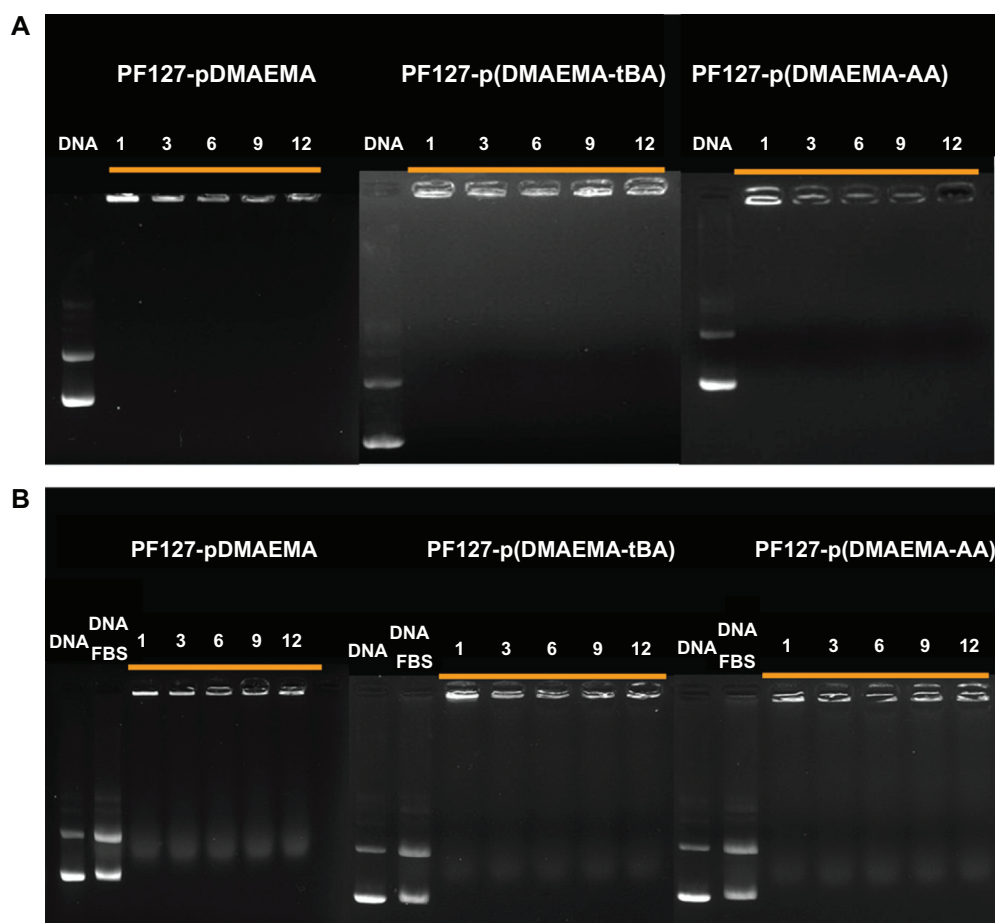 A
PF127-pDMAEMA PF127-p(DMAEMA-tBA) PF127-p(DMAEMA-AA)
DNA 1 3 6 9 12 DNA 1 3 6 9 12 DNA 1 3 6 9 12
B
PF127-pDMAEMA PF127-p(DMAEMA-tBA) PF127-p(DMAEMA-AA)
DNA DNA FBS 1 3 6 9 12 DNA DNA FBS 1 3 6 9 12 DNA DNA FBS 1 3 6 9 12